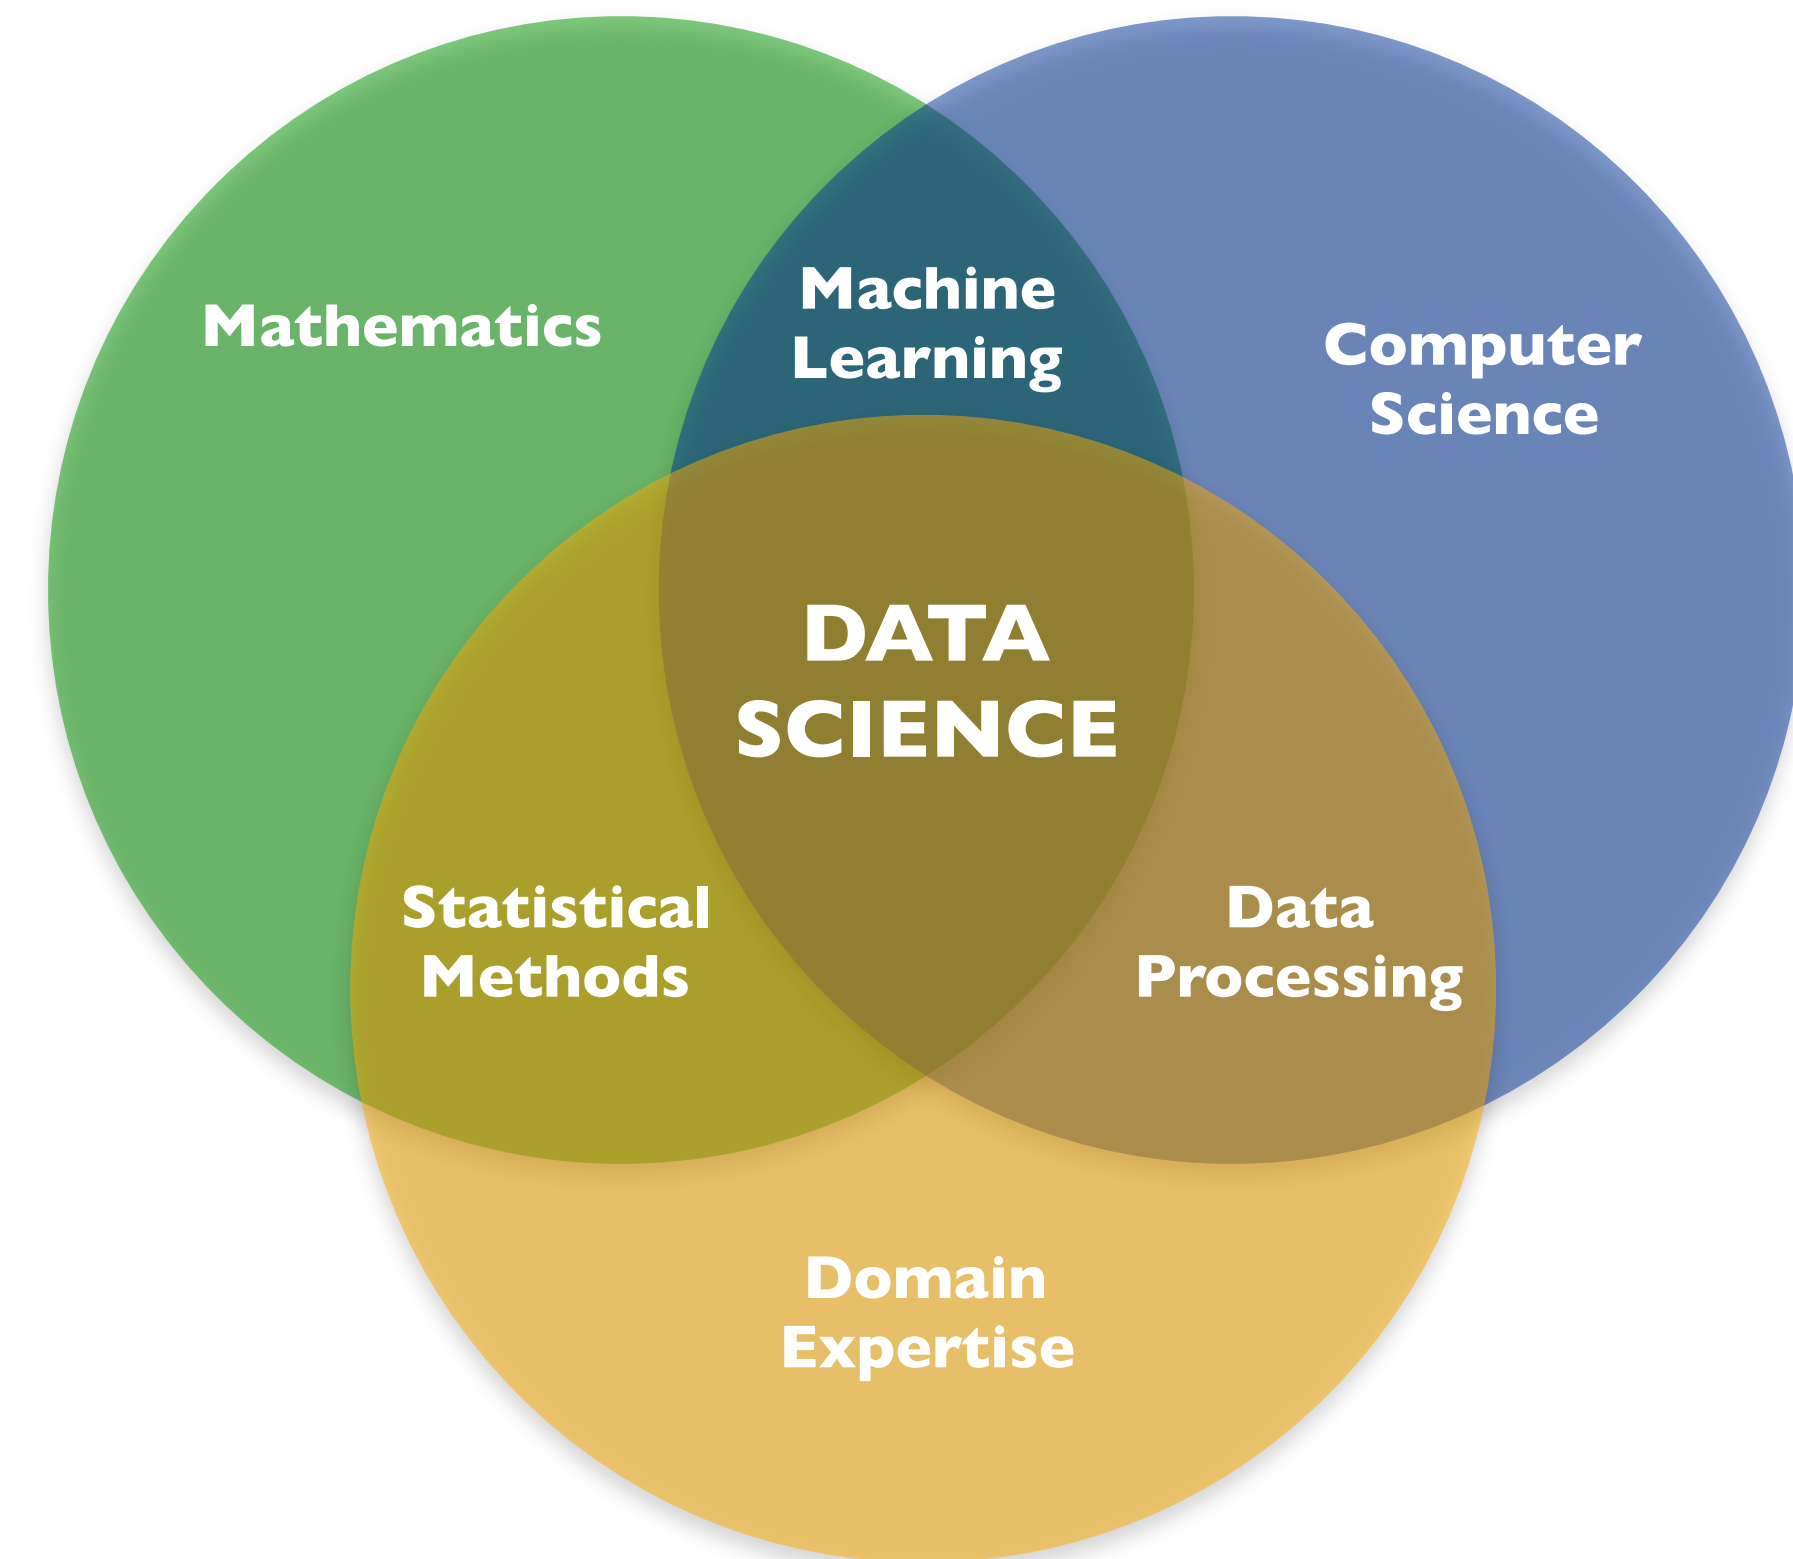 Mathematics
Machine
Learning
Computer
Science
DATA
SCIENCE
Statistical
Methods
Data
Processing
Domain
Expertise